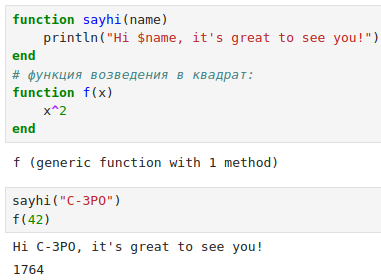 function sayhi(name)
    println("Hi $name, it's great to see you!")
end
# функция возведения в квадрат:
function f(x)
    x^2
end
f (generic function with 1 method)
sayhi("C-3PO")
f(42)
Hi C-3PO, it's great to see you!
1764